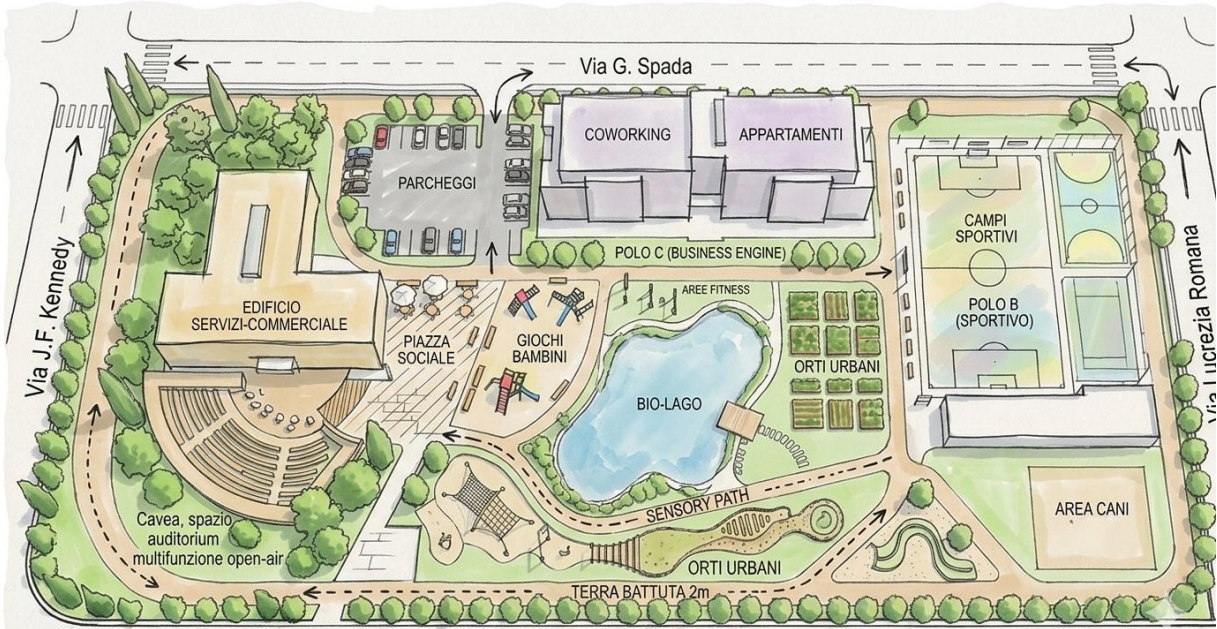 Via G. Spada
COWORKING
APPARTAMENTI
PARCHEGGI
Via J.F. Kennedy
CAMPI
SPORTIVI
POLO B
(SPORTIVO)
Via Lucrezia Romana
POLO C (BUSINESS ENGINE)
AREE FITNESS
EDIFICIO
SERVIZI-COMMERCIALE
PIAZZA
SOCIALE
GIOCHI
BAMBINI
ORTI URBANI
BIO-LAGO
SENSORY PATH
AREA CANI
Cavea, spazio
auditorium
multifunzione open-air
ORTI URBANI
TERRA BATTUTA 2m